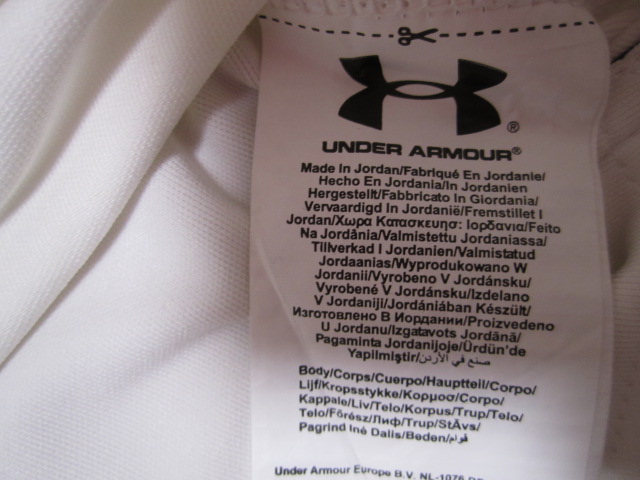 UNDER ARMOUR®
Made In Jordan/Fabriqué En Jordanie/
Hecho En Jordania/In Jordanien
Hergestellt/Fabbricato In Giordania/
Vervaardigd In Jordanië/Fremstillet I
Jordan/Χωρα Κατασκευησ: Ιορδανια/Feito
Na Jordânia/Valmistettu Jordaniassa/
Tillverkad I Jordanien/Valmistatud
Jordaanias/Wyprodukowano W
Jordanii/Vyrobeno V Jordánsku/
Vyrobené V Jordánsku/Izdelano
V Jordaniji/Jordániában Készült/
Изготовлено В Иордании/Proizvedeno
U Jordanu/Izgatavots Jordānā/
Pagaminta Jordanijoje/Ürdün'de
Yapilmiştir/صنع في الأردن
Body/Corps/Cuerpo/Hauptteil/Corpo/
Lijf/Kropsstykke/Κορμοσ/Corpo/
Kappale/Liv/Telo/Korpus/Trup/Telo/
Telo/Főrész/Лиф/Trup/StĀvs/
Pagrind Inė Dalis/Beden/قوام
Under Armour Europe B.V. NL-1076